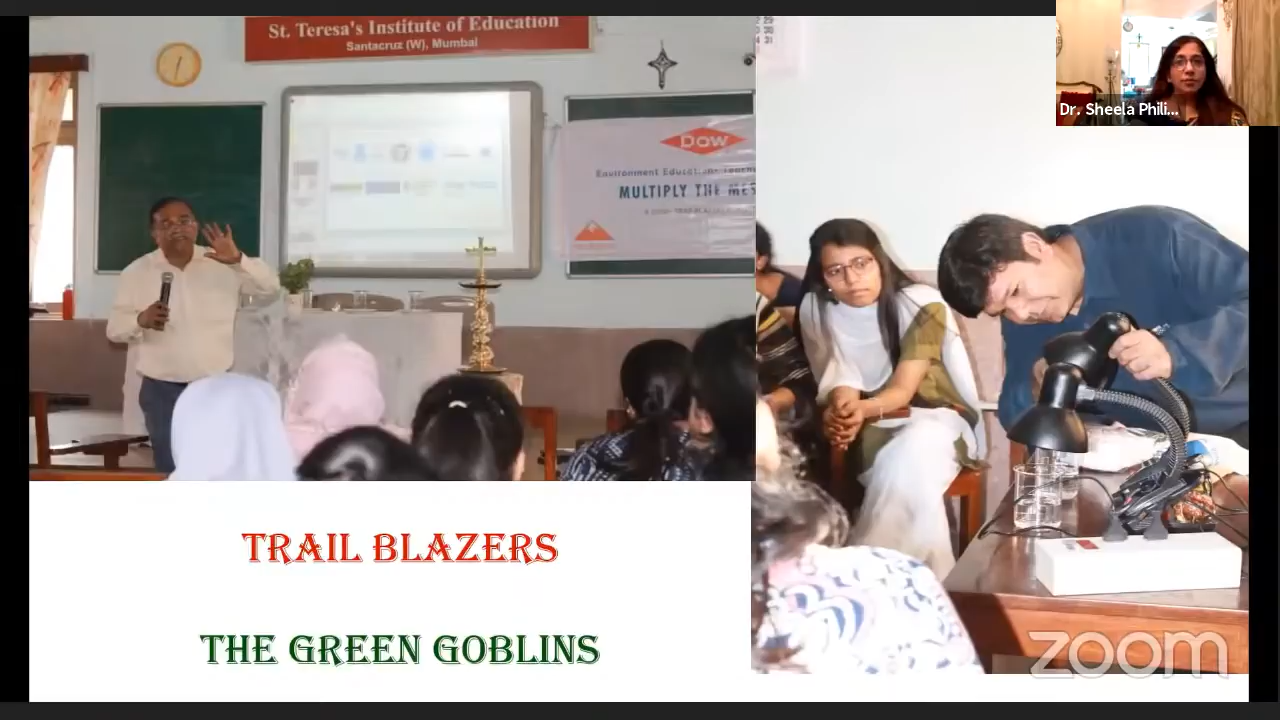 St. Teresa's Institute of Education
Santacruz (W), Mumbai
Dow
MULTIPLY THE
Dr. Sheela Phili...
TRAIL BLAZERS
THE GREEN GOBLINS
zoom